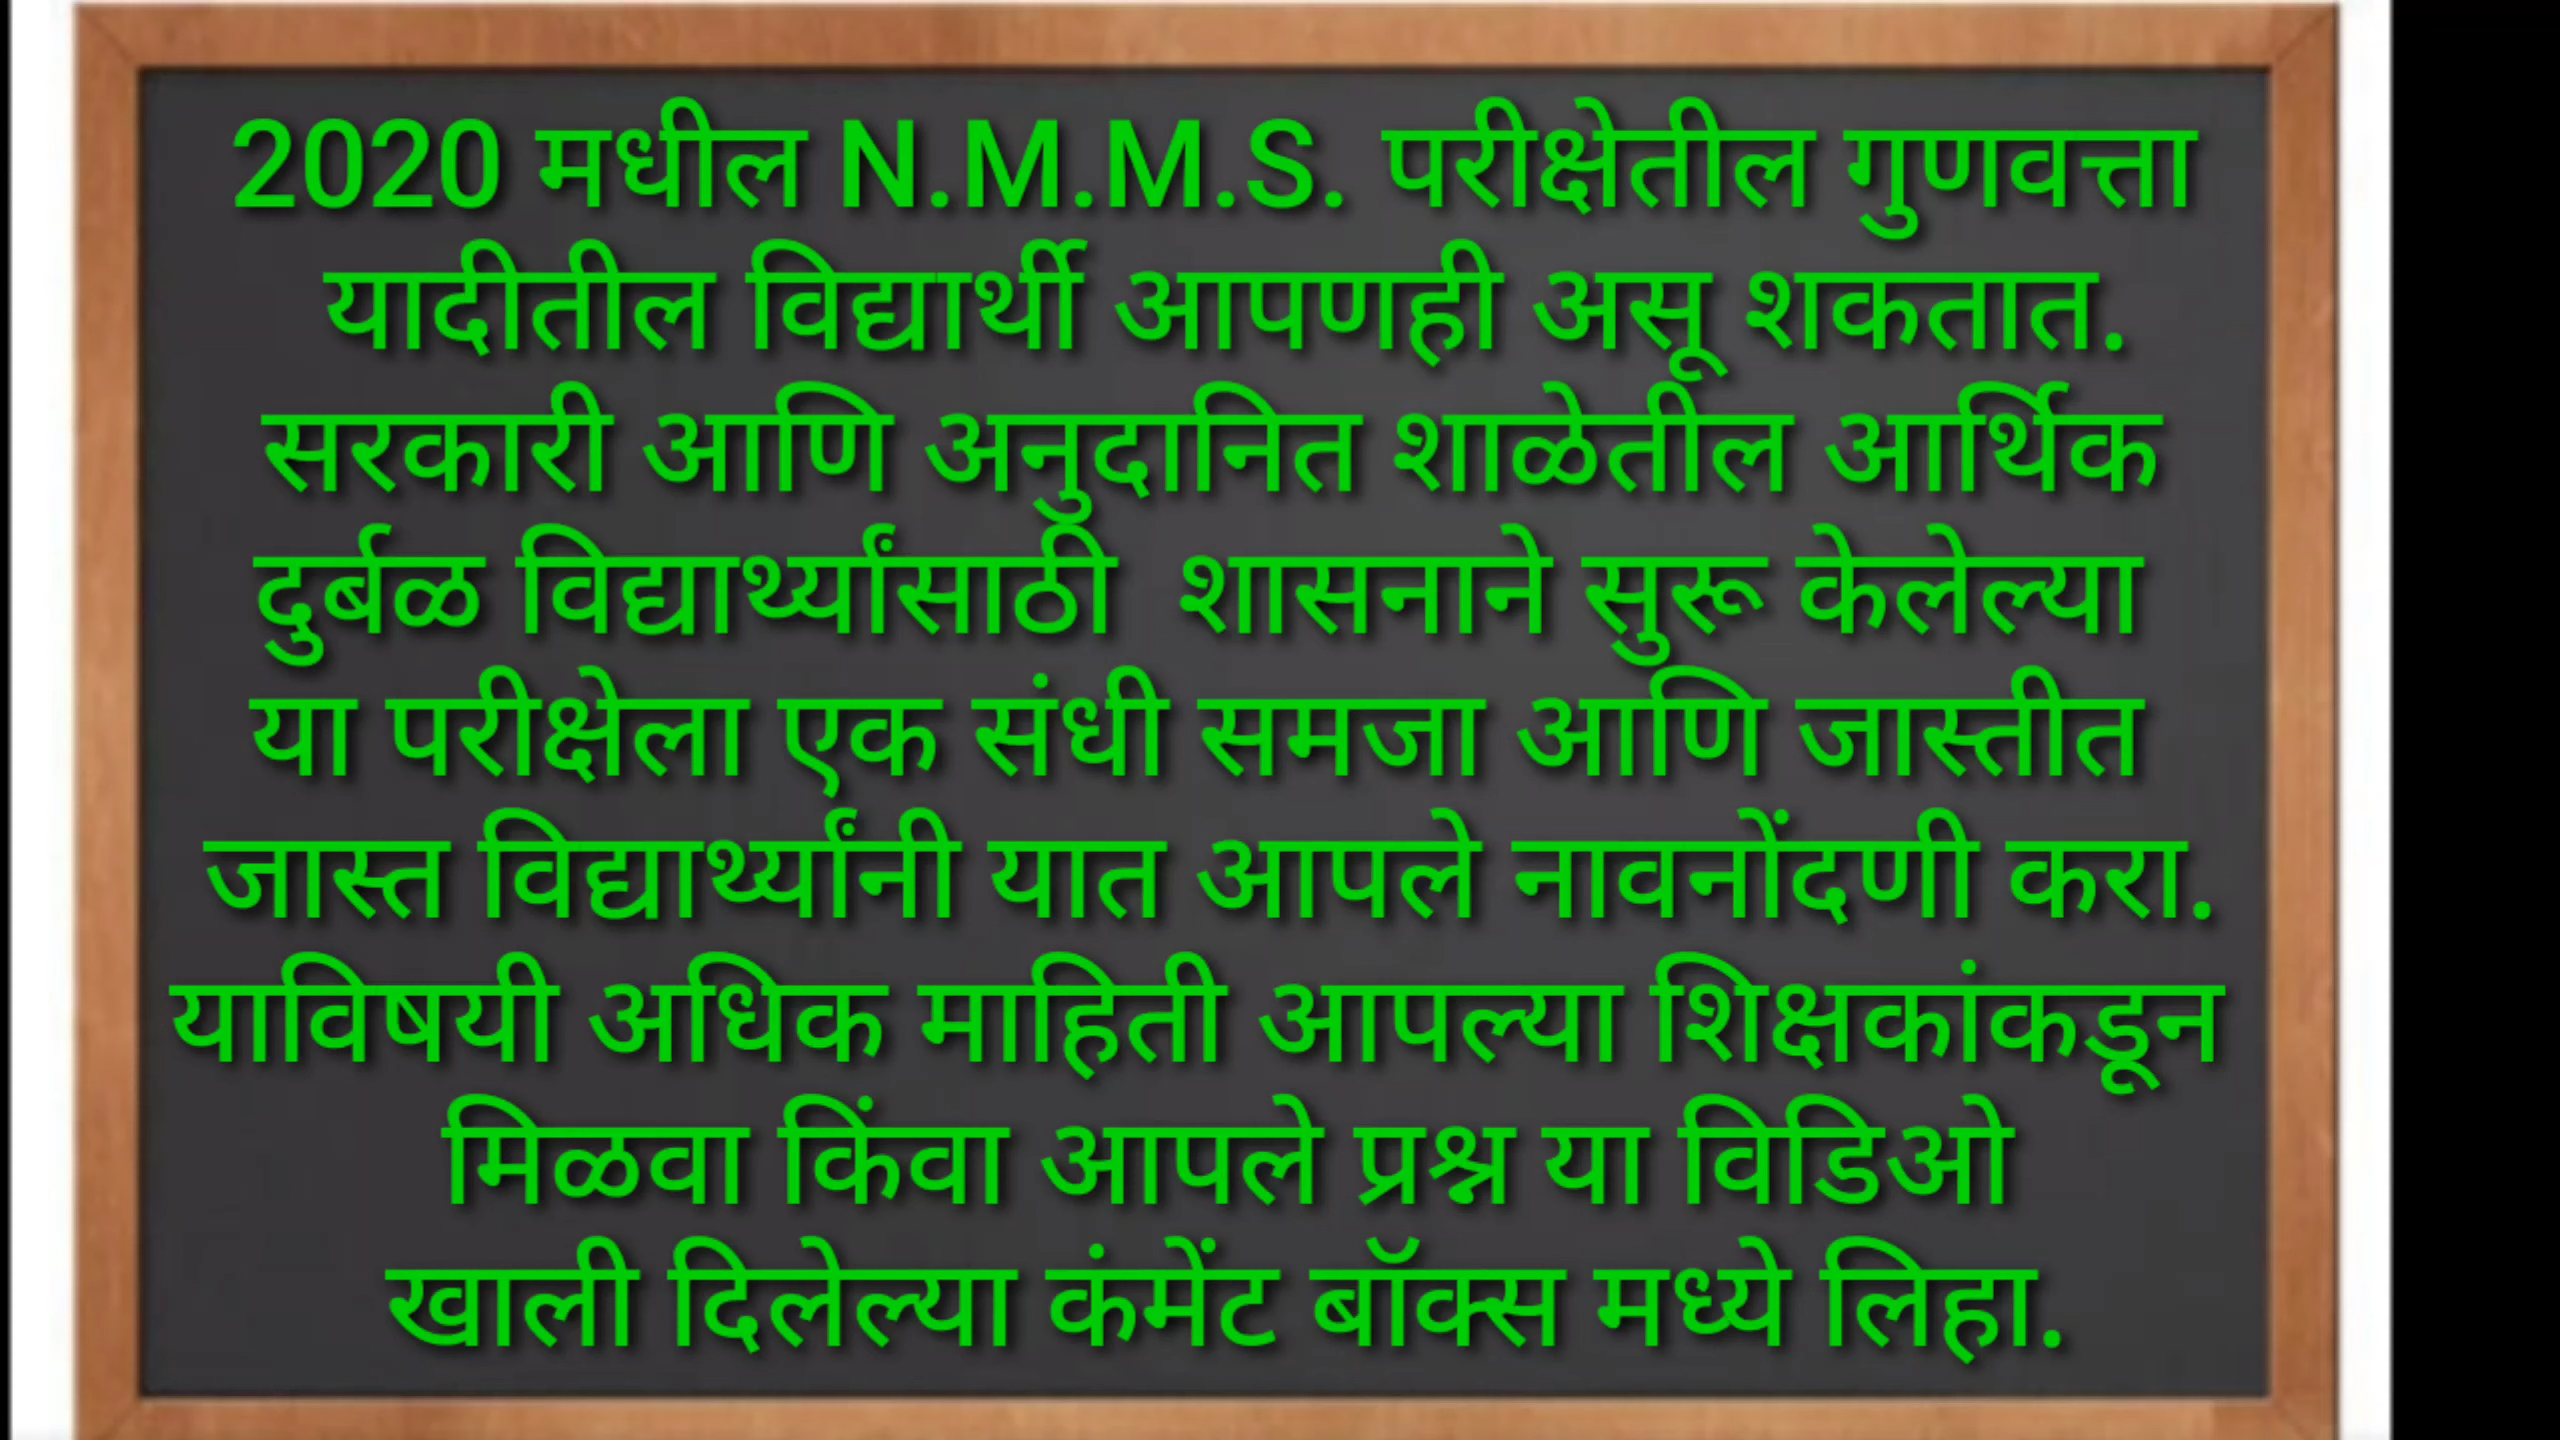 2020 मधील N.M.M.S. परीक्षेतील गुणवत्ता
यादीतील विद्यार्थी आपणही असू शकतात.
सरकारी आणि अनुदानित शाळेतील आर्थिक
दुर्बळ विद्यार्थ्यांसाठी  शासनाने सुरू केलेल्या
या परीक्षेला एक संधी समजा आणि जास्तीत
जास्त विद्यार्थ्यांनी यात आपले नावनोंदणी करा.
याविषयी अधिक माहिती आपल्या शिक्षकांकडून
मिळवा किंवा आपले प्रश्न या विडिओ
खाली दिलेल्या कंमेंट बॉक्स मध्ये लिहा.